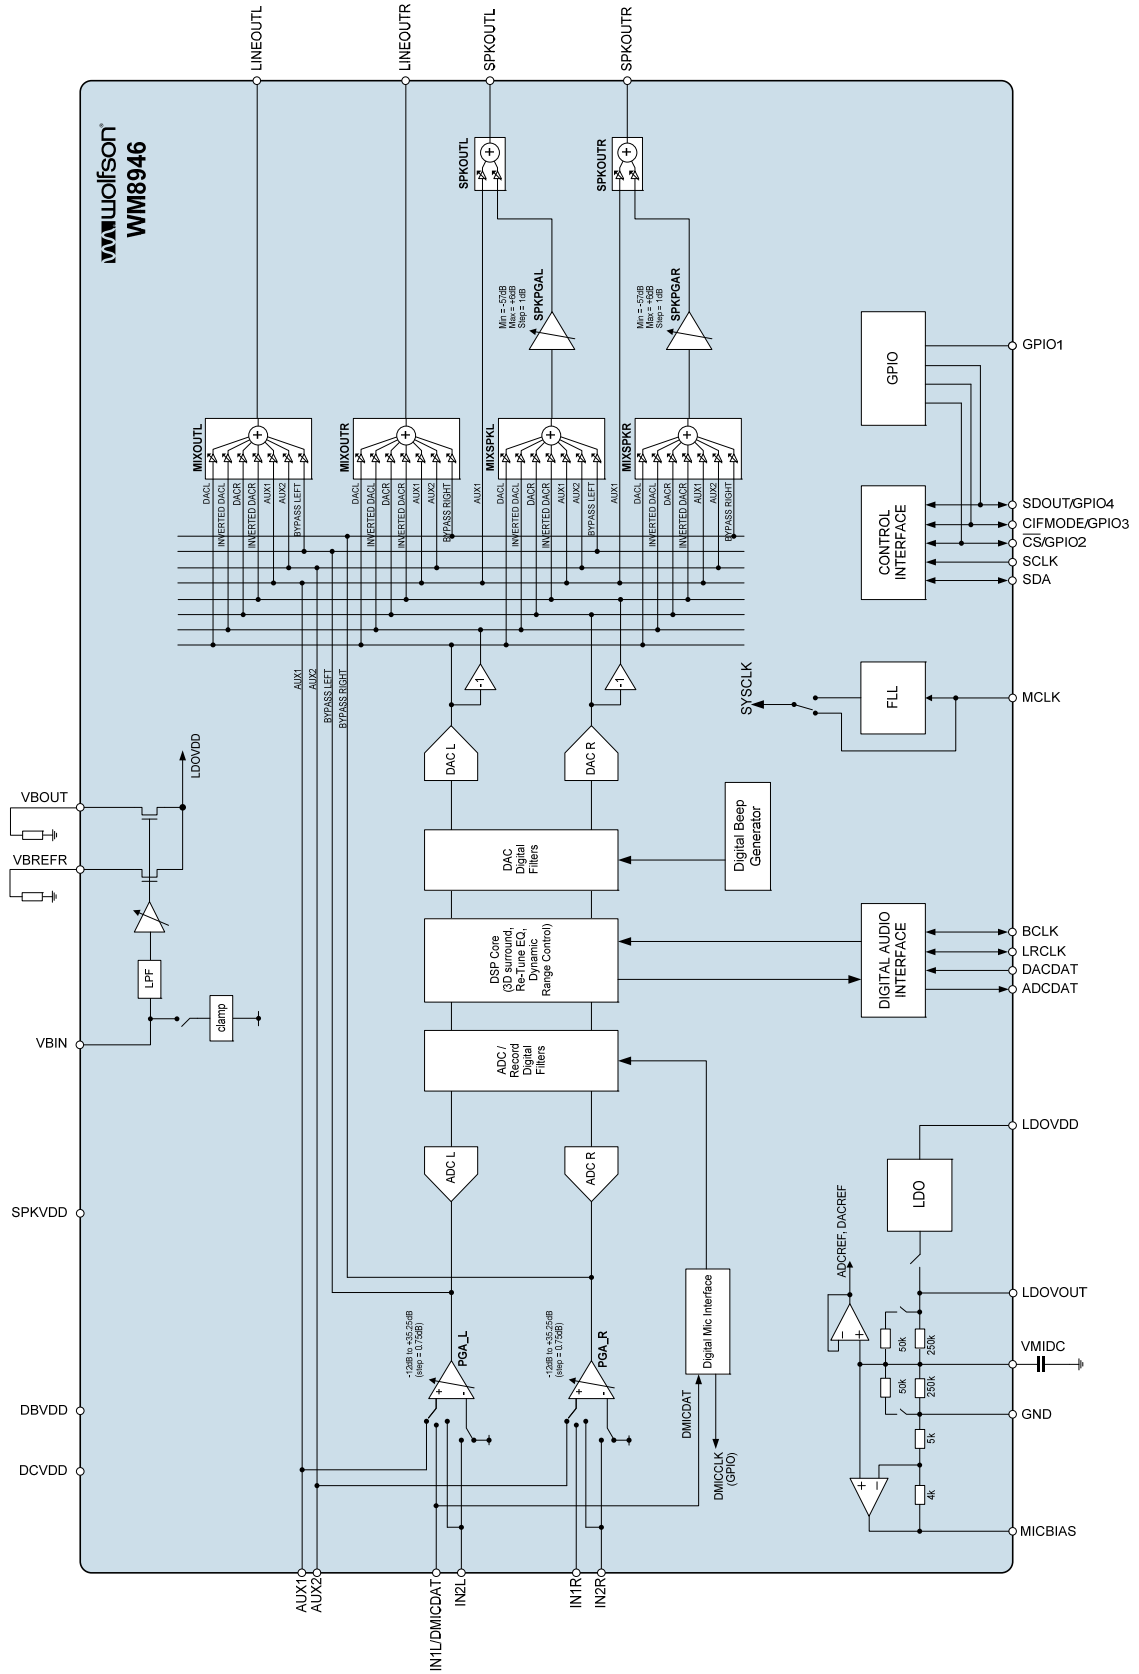 LINEOUTL
LINEOUTR
SPKOUTL
SPKOUTR
wolfson®
WM8946
SPKOUTL
SPKOUTR
Min = -57dB
Max = +6dB
Step = 1dB
SPKPGAL
Min = -57dB
Max = +6dB
Step = 1dB
SPKPGAR
MIXOUTL
MIXOUTR
MIXSPKL
MIXSPKR
+
+
+
+
+
+
DACL
INVERTED DACL
DACR
INVERTED DACR
AUX1
AUX2
BYPASS LEFT
DACL
INVERTED DACL
DACR
INVERTED DACR
AUX1
AUX2
BYPASS RIGHT
AUX1
DACL
INVERTED DACL
DACR
INVERTED DACR
AUX1
AUX2
BYPASS LEFT
AUX1
DACL
INVERTED DACL
DACR
INVERTED DACR
AUX1
AUX2
BYPASS RIGHT
GPIO
GPIO1
CONTROL
INTERFACE
SDOUT/GPIO4
CIFMODE/GPIO3
CS/GPIO2
SCLK
SDA
AUX1
AUX2
BYPASS LEFT
BYPASS RIGHT
-1
-1
SYSCLK
FLL
MCLK
DAC L
DAC R
LDOVDD
VBOUT
VBREFR
LPF
clamp
VBIN
DAC
Digital
Filters
Digital Beep
Generator
DSP Core
(3D surround,
Re-Tune EQ,
Dynamic
Range Control)
DIGITAL AUDIO
INTERFACE
BCLK
LRCLK
DACDAT
ADCDAT
ADC /
Record
Digital
Filters
ADC L
ADC R
SPKVDD
DBVDD
DCVDD
-12dB to +35.25dB
(step = 0.75dB)
PGA_L
+
-
-12dB to +35.25dB
(step = 0.75dB)
PGA_R
+
-
Digital Mic Interface
DMICDAT
DMICCLK
(GPIO)
LDOVDD
LDO
ADCREF, DACREF
LDOVOUT
50k
250k
VMIDC
50k
250k
GND
5k
4k
MICBIAS
+
−
+
−
AUX1
AUX2
IN1L/DMICDAT
IN2L
IN1R
IN2R